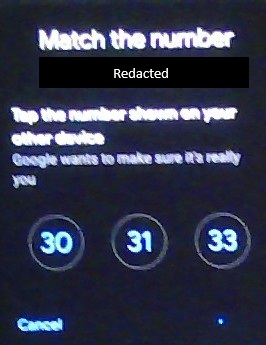 Match the number
Redacted
Tap the number shown on your
other device
Google wants to make sure it's really
you
30 31 33
Cancel